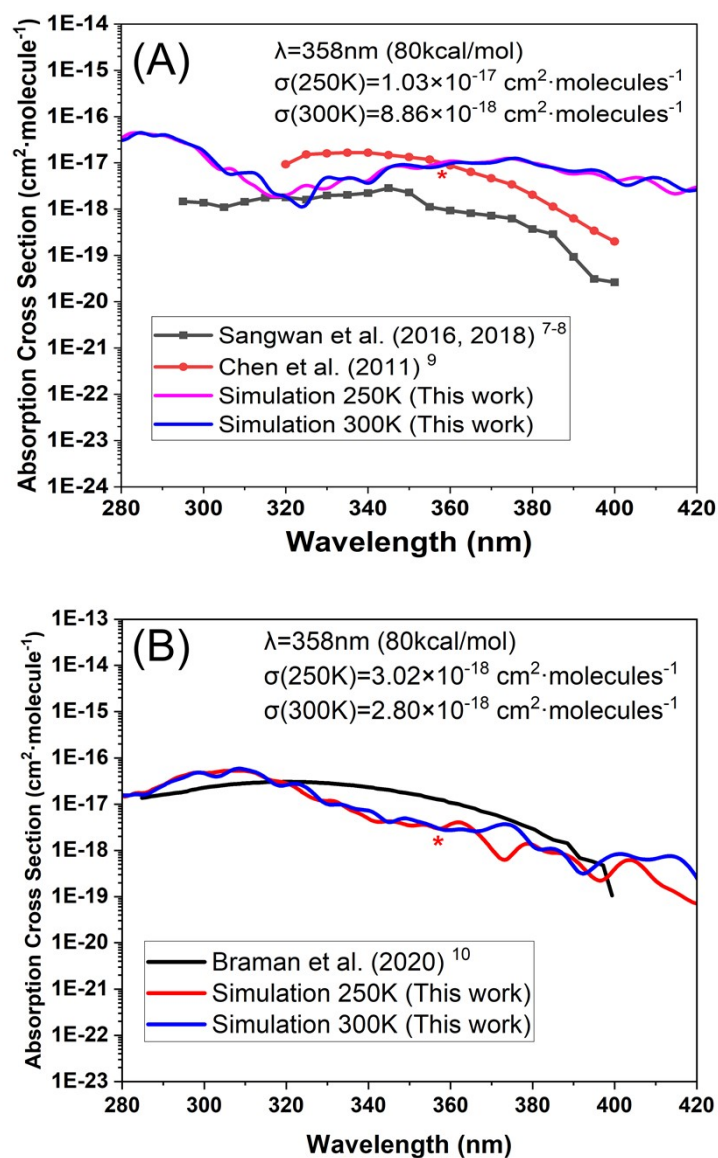 (A)
λ=358nm (80kcal/mol)
σ(250K)=1.03×10⁻¹⁷ cm²·molecules⁻¹
σ(300K)=8.86×10⁻¹⁸ cm²·molecules⁻¹
Absorption Cross Section (cm²·molecule⁻¹)
1E-14
1E-15
1E-16
1E-17
1E-18
1E-19
1E-20
1E-21
1E-22
1E-23
1E-24
*
Sangwan et al. (2016, 2018) ⁷⁻⁸
Chen et al. (2011) ⁹
Simulation 250K (This work)
Simulation 300K (This work)
280 300 320 340 360 380 400 420
Wavelength (nm)
(B)
λ=358nm (80kcal/mol)
σ(250K)=3.02×10⁻¹⁸ cm²·molecules⁻¹
σ(300K)=2.80×10⁻¹⁸ cm²·molecules⁻¹
Absorption Cross Section (cm²·molecule⁻¹)
1E-13
1E-14
1E-15
1E-16
1E-17
1E-18
1E-19
1E-20
1E-21
1E-22
1E-23
*
Braman et al. (2020) ¹⁰
Simulation 250K (This work)
Simulation 300K (This work)
280 300 320 340 360 380 400 420
Wavelength (nm)